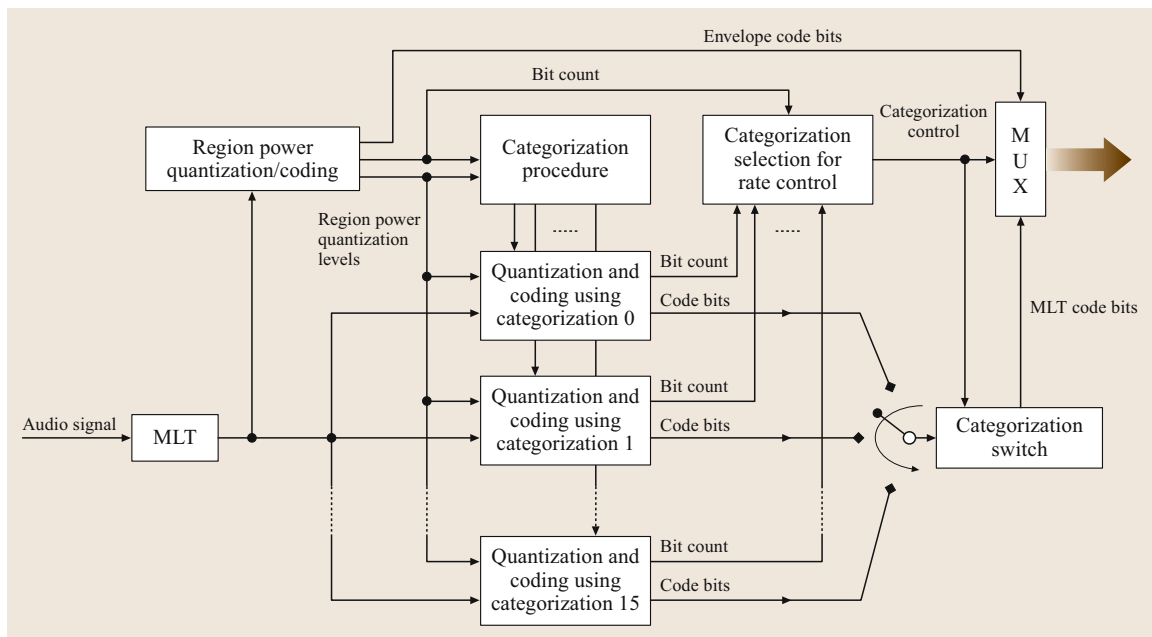 Envelope code bits
Bit count
Region power
quantization/coding
Categorization
procedure
Categorization
selection for
rate control
Categorization
control
M
U
X
Region power
quantization
levels
.....
.....
Quantization and
coding using
categorization 0
Bit count
Code bits
MLT code bits
Quantization and
coding using
categorization 1
Bit count
Code bits
Audio signal
MLT
Categorization
switch
Quantization and
coding using
categorization 15
Bit count
Code bits